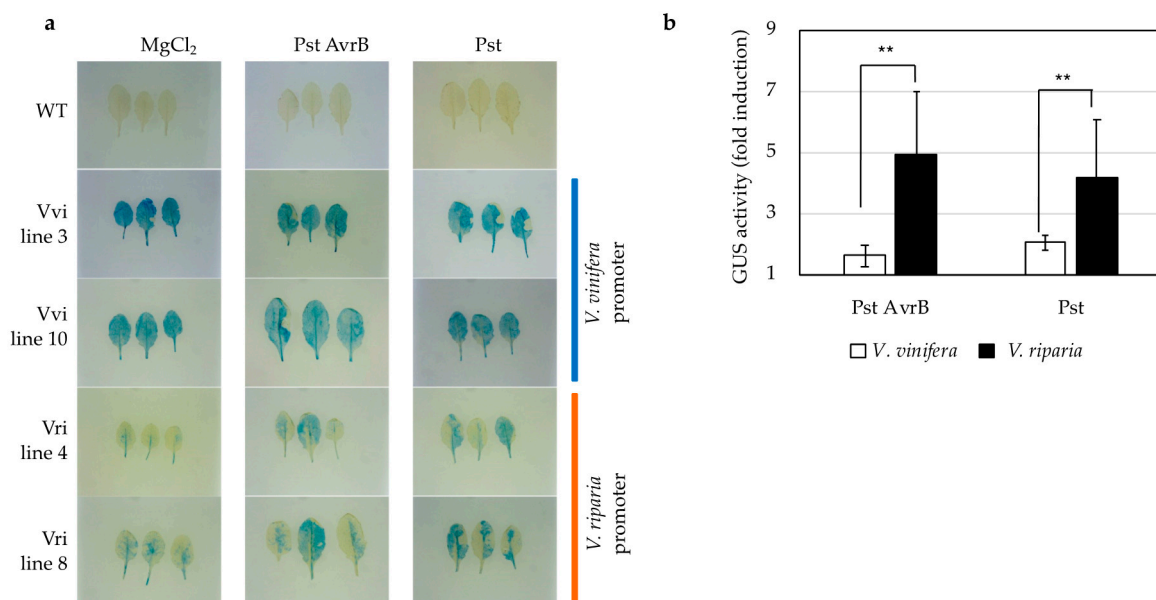 a
MgCl₂
Pst AvrB
Pst
WT
Vvi
line 3
Vvi
line 10
Vri
line 4
Vri
line 8
V. vinifera
promoter
V. riparia
promoter
b
GUS activity (fold induction)
9
7
5
3
1
**
**
Pst AvrB
Pst
V. vinifera
V. riparia